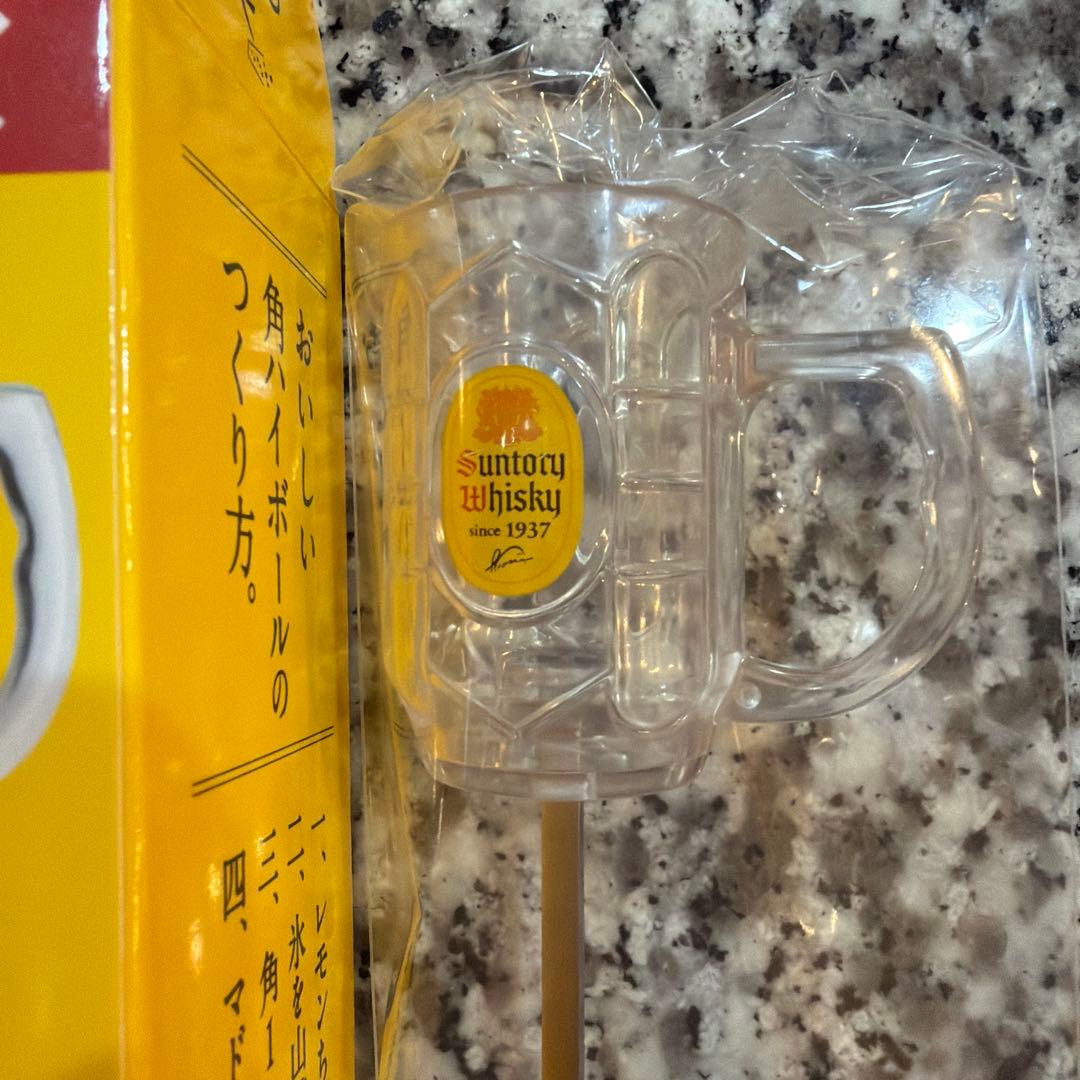 おいしい
角ハイボールの
つくり方。
一、レモンち
二、氷を山
三、角1
四、マド
Suntory
Whisky
since 1937